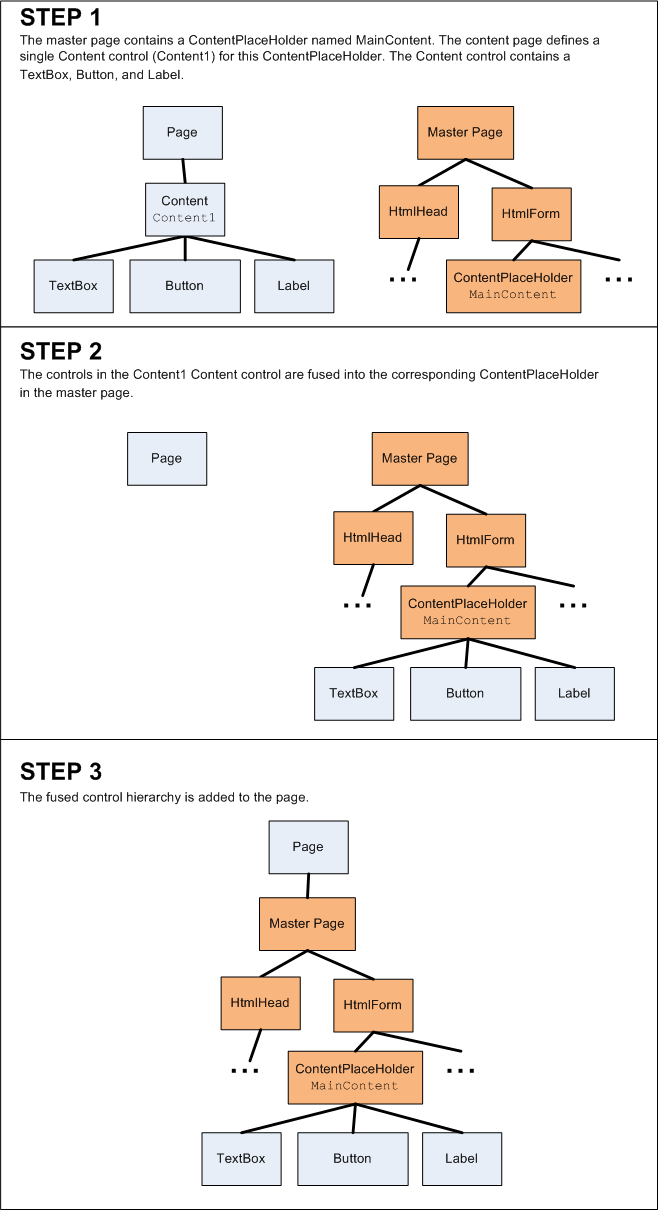 STEP 1
The master page contains a ContentPlaceHolder named MainContent. The content page defines a
single Content control (Content1) for this ContentPlaceHolder. The Content control contains a
TextBox, Button, and Label.
Page
Master Page
Content
Content1
HtmlHead
HtmlForm
TextBox
Button
Label
...
ContentPlaceHolder
MainContent
...
STEP 2
The controls in the Content1 Content control are fused into the corresponding ContentPlaceHolder
in the master page.
Page
Master Page
HtmlHead
HtmlForm
...
ContentPlaceHolder
MainContent
...
TextBox
Button
Label
STEP 3
The fused control hierarchy is added to the page.
Page
Master Page
HtmlHead
HtmlForm
...
ContentPlaceHolder
MainContent
...
TextBox
Button
Label